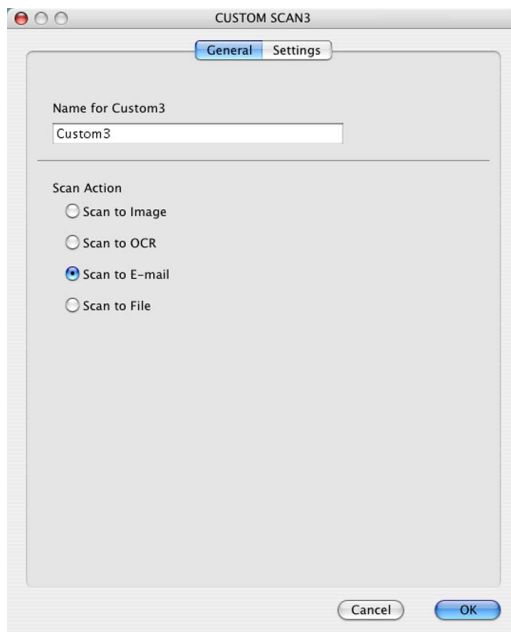 CUSTOM SCAN3
General Settings
Name for Custom3
Custom3
Scan Action
Scan to Image
Scan to OCR
Scan to E-mail
Scan to File
Cancel OK